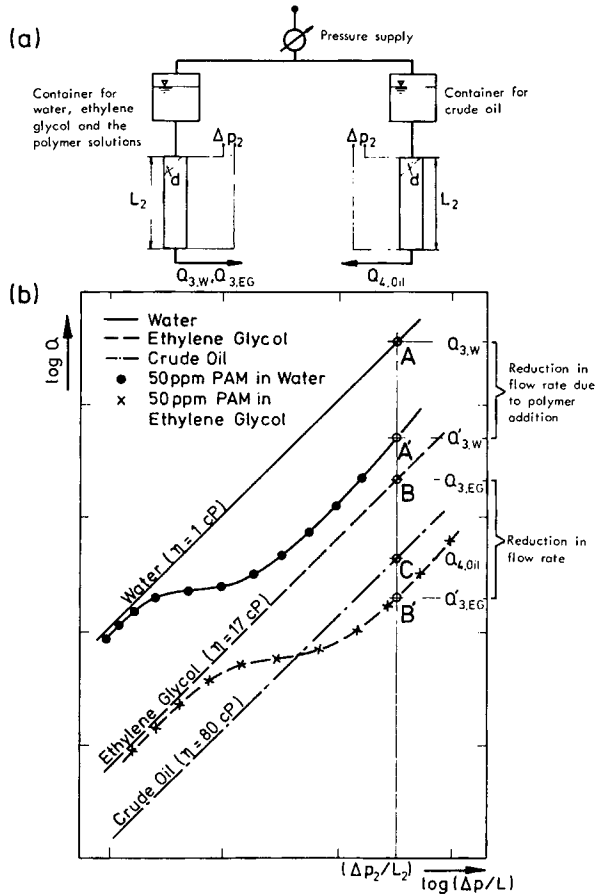 (a)
Pressure supply
Container for
water, ethylene
glycol and the
polymer solutions
Container for
crude oil
Δp₂
Δp₂
d
d
L₂
L₂
Q₃,W,Q₃,EG
Q₄,Oil
(b)
log Q
Water
Ethylene Glycol
Crude Oil
50ppm PAM in Water
50ppm PAM in
Ethylene Glycol
Water (η = 1 cP)
Ethylene Glycol (η = 17 cP)
Crude Oil (η = 80 cP)
A
A'
B
C
B'
Q₃,W
Q'₃,W
Q₃,EG
Q₄,Oil
Q'₃,EG
Reduction in
flow rate due
to polymer
addition
Reduction in
flow rate
(Δp₂/L₂)
log(Δp/L)